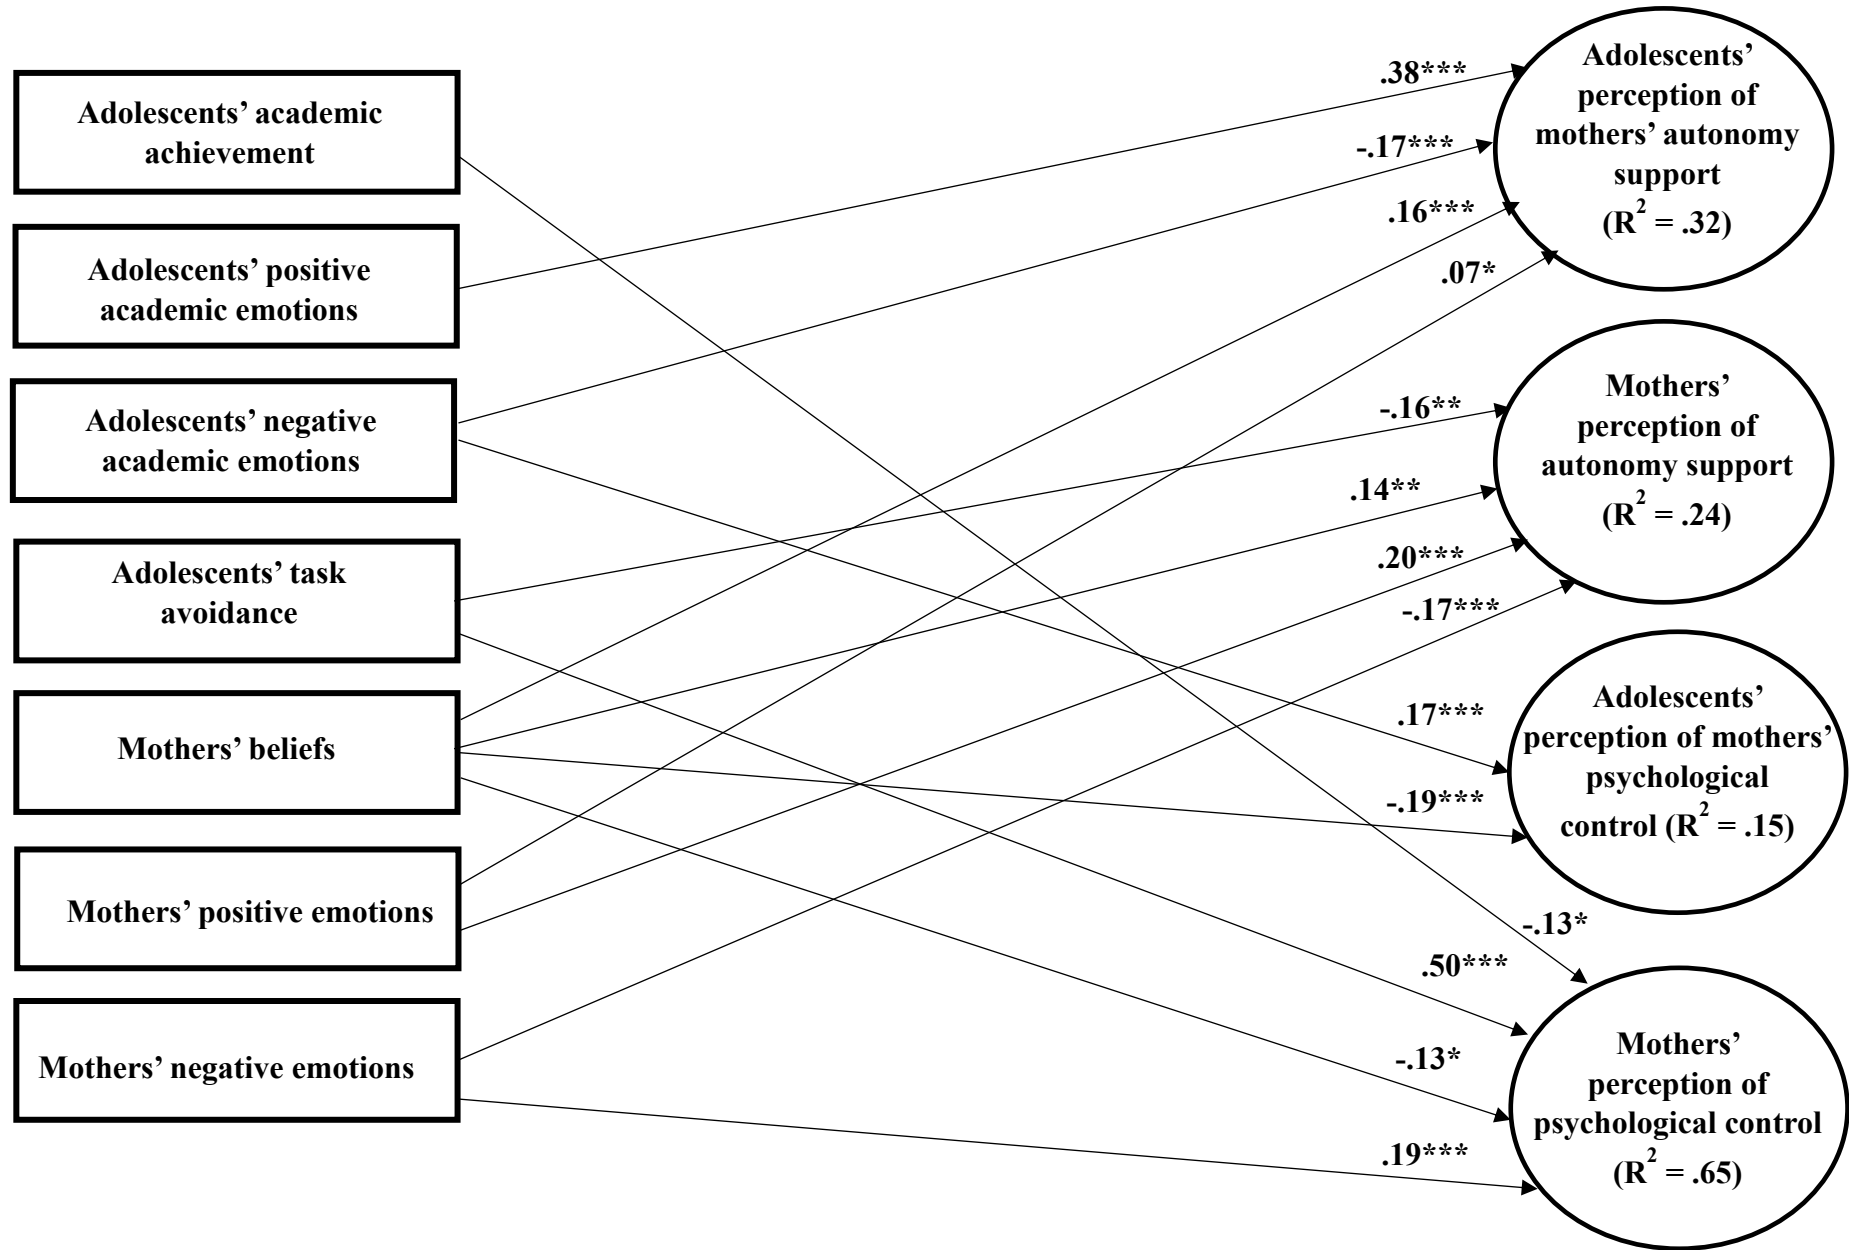 Adolescents’ academic
achievement
Adolescents’ positive
academic emotions
Adolescents’ negative
academic emotions
Adolescents’ task
avoidance
Mothers’ beliefs
Mothers’ positive emotions
Mothers’ negative emotions
.38***
-.17***
.16***
.07*
-.16**
.14**
.20***
-.17***
.17***
-.19***
-.13*
.50***
-.13*
.19***
Adolescents’
perception of
mothers’ autonomy
support
(R² = .32)
Mothers’
perception of
autonomy support
(R² = .24)
Adolescents’
perception of mothers’
psychological
control (R² = .15)
Mothers’
perception of
psychological control
(R² = .65)